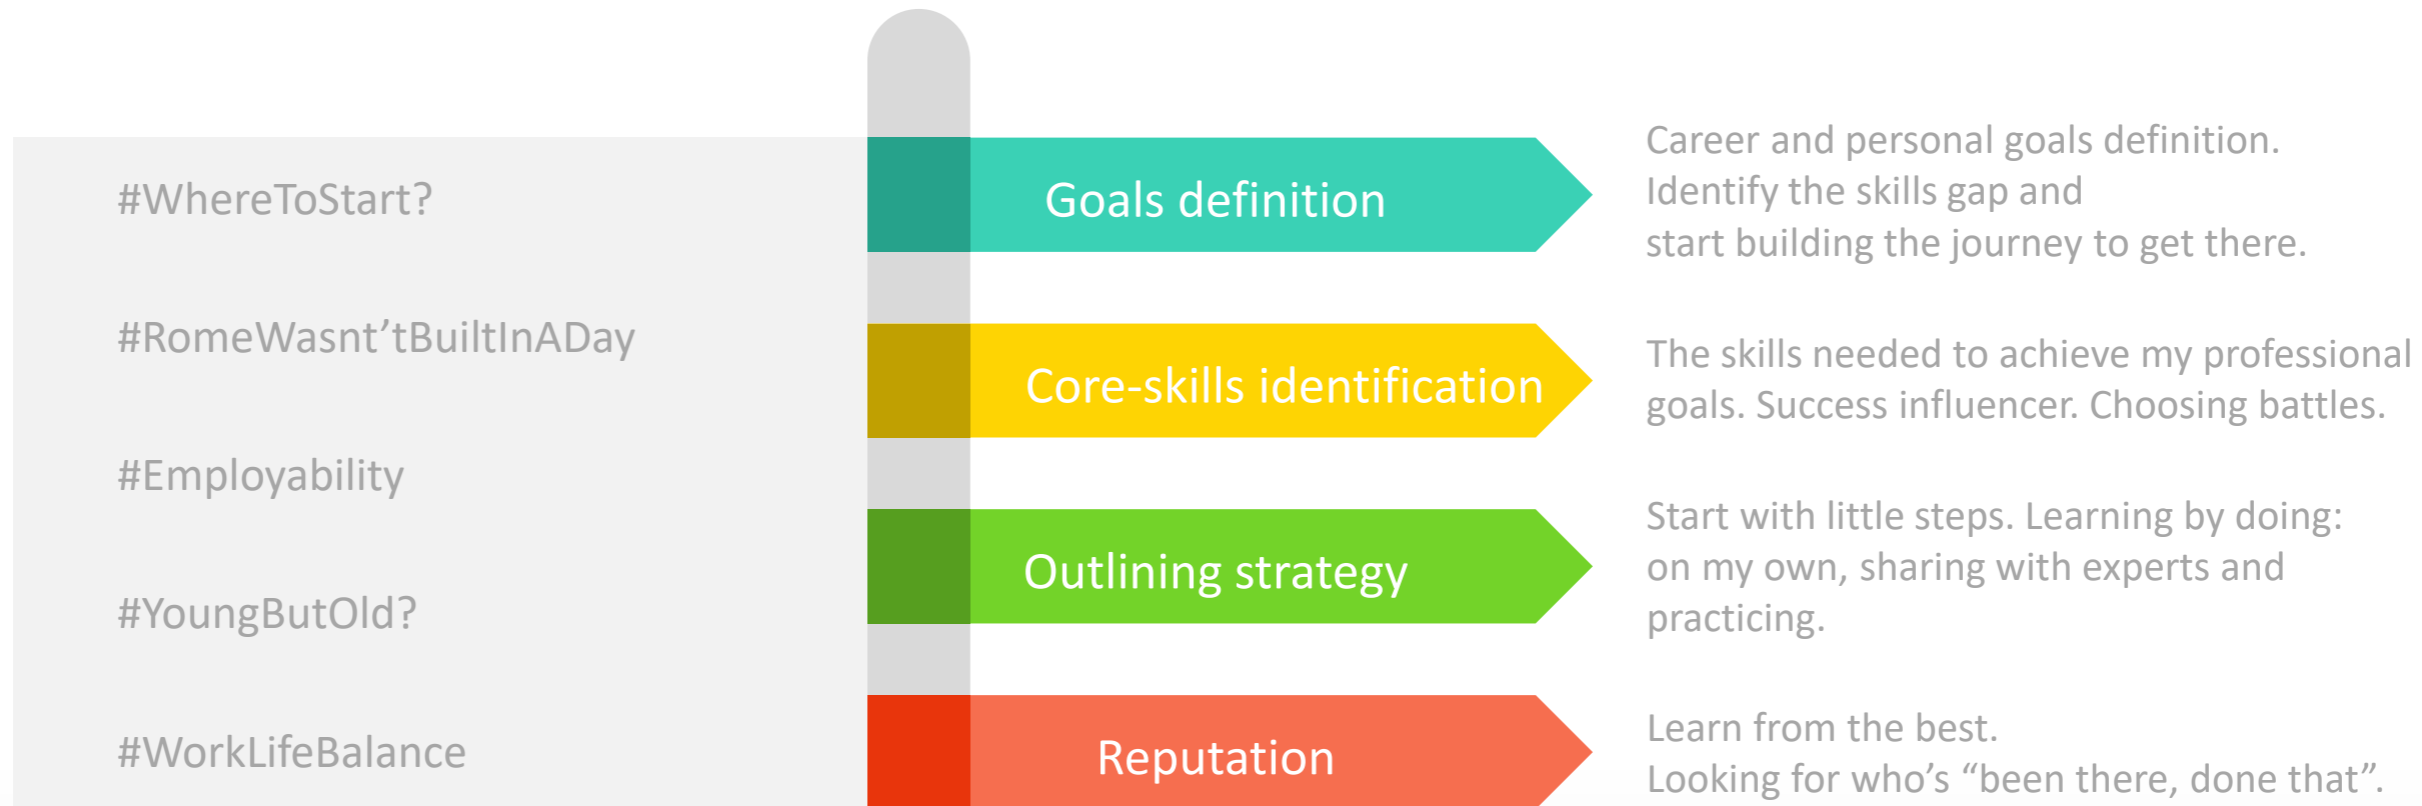 #WhereToStart?
#RomeWasnt’tBuiltInADay
#Employability
#YoungButOld?
#WorkLifeBalance
Goals definition
Career and personal goals definition.
Identify the skills gap and
start building the journey to get there.
Core-skills identification
The skills needed to achieve my professional
goals. Success influencer. Choosing battles.
Outlining strategy
Start with little steps. Learning by doing:
on my own, sharing with experts and
practicing.
Reputation
Learn from the best.
Looking for who’s “been there, done that”.